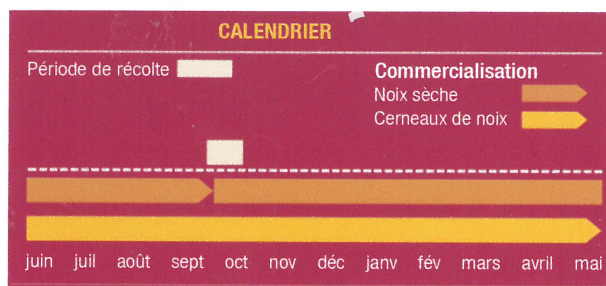 CALENDRIER
Période de récolte
Commercialisation
Noix sèche
Cerneaux de noix
juin juil août sept oct nov déc janv fév mars avril mai